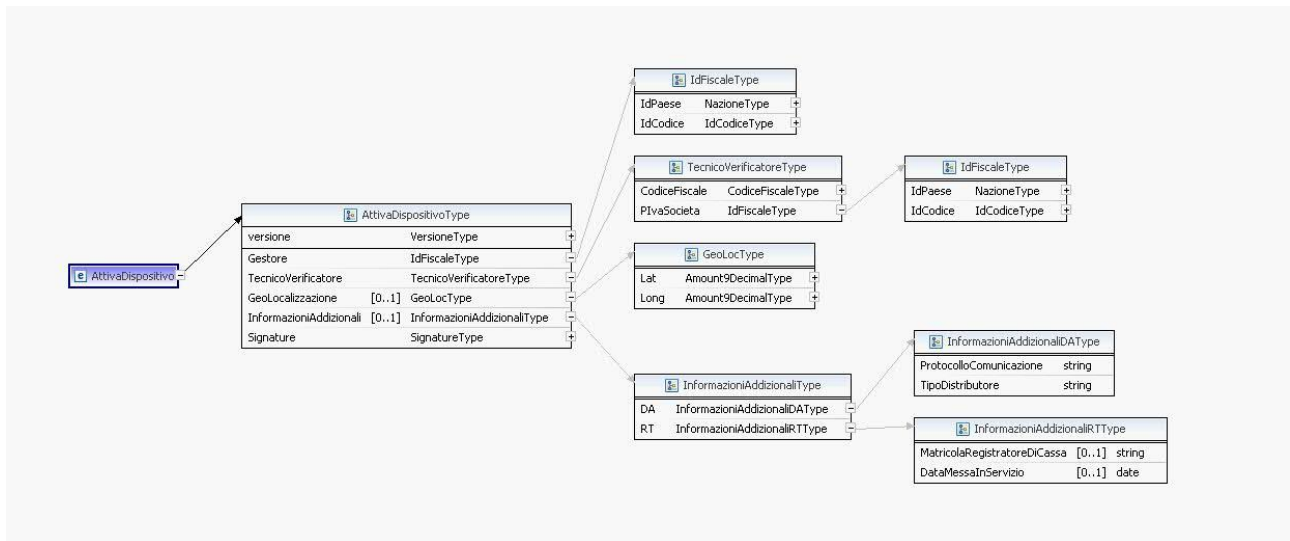 AttivaDispositivo
AttivaDispositivoType
versione VersioneType
Gestore IdFiscaleType
TecnicoVerificatore TecnicoVerificatoreType
GeoLocalizzazione [0..1] GeoLocType
InformazioniAddizionali [0..1] InformazioniAddizionaliType
Signature SignatureType
IdFiscaleType
IdPaese NazioneType
IdCodice IdCodiceType
TecnicoVerificatoreType
CodiceFiscale CodiceFiscaleType
PIvaSocieta IdFiscaleType
IdFiscaleType
IdPaese NazioneType
IdCodice IdCodiceType
GeoLocType
Lat Amount9DecimalType
Long Amount9DecimalType
InformazioniAddizionaliType
DA InformazioniAddizionaliDAType
RT InformazioniAddizionaliRTType
InformazioniAddizionaliDAType
ProtocolloComunicazione string
TipoDistributore string
InformazioniAddizionaliRTType
MatricolaRegistratoreDiCassa [0..1] string
DataMessaInServizio [0..1] date